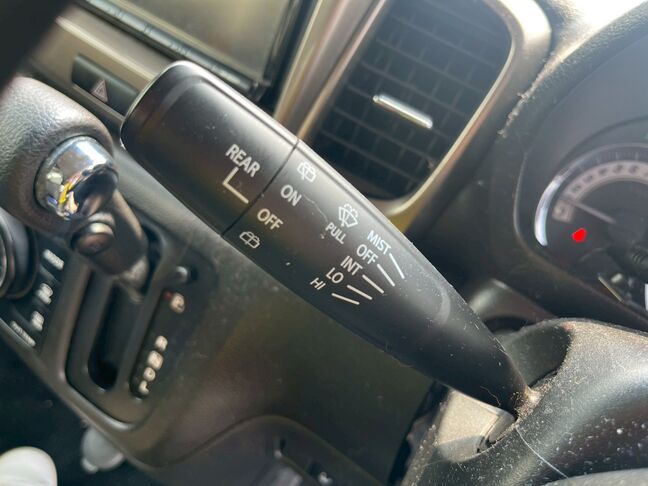 REAR
ON
OFF
PULL
MIST
OFF
INT
LO
HI